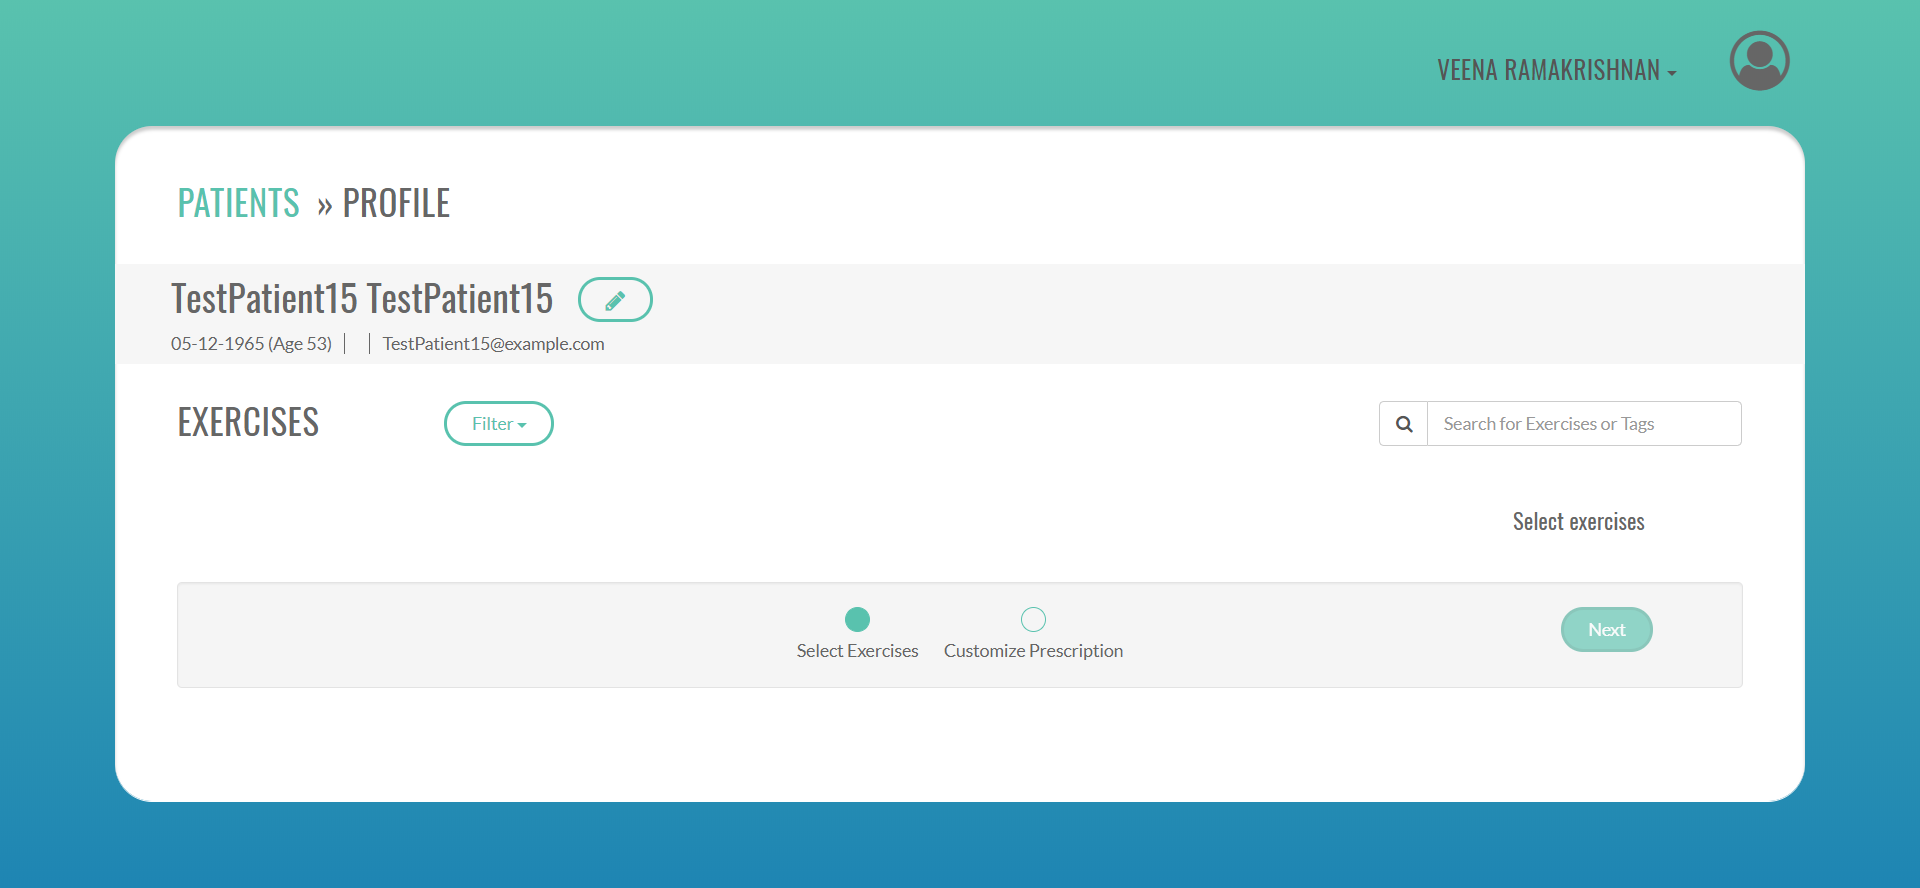 VEENA RAMAKRISHNAN
PATIENTS » PROFILE
TestPatient15 TestPatient15
05-12-1965 (Age 53) | | TestPatient15@example.com
EXERCISES
Filter
Search for Exercises or Tags
Select exercises
Select Exercises
Customize Prescription
Next